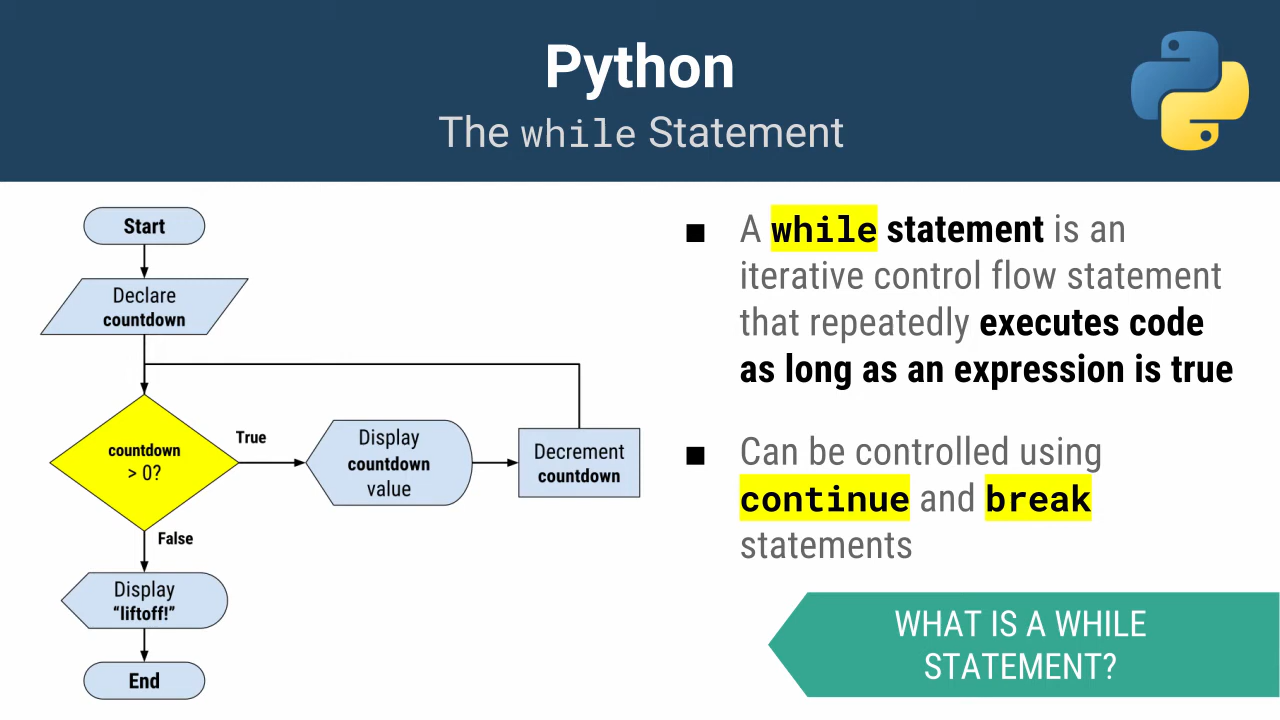 Python
The while Statement
Start
Declare
countdown
countdown
> 0?
True
Display
countdown
value
Decrement
countdown
False
Display
“liftoff!”
End
■ A while statement is an
iterative control flow statement
that repeatedly executes code
as long as an expression is true
■ Can be controlled using
continue and break
statements
WHAT IS A WHILE
STATEMENT?